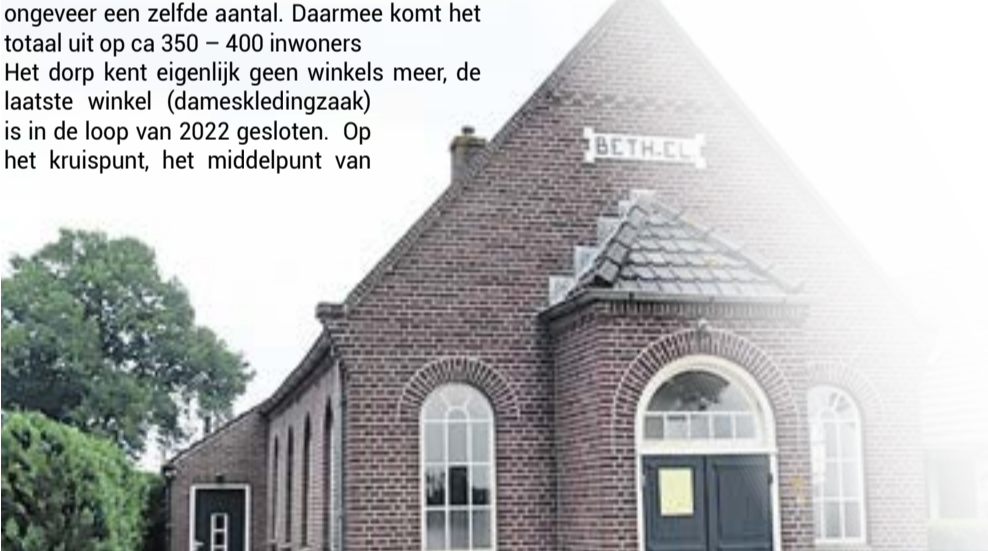 ongeveer een zelfde aantal. Daarmee komt het
totaal uit op ca 350 – 400 inwoners
Het dorp kent eigenlijk geen winkels meer, de
laatste winkel (dameskledingzaak)
is in de loop van 2022 gesloten. Op
het kruispunt, het middelpunt van
BETH-EL